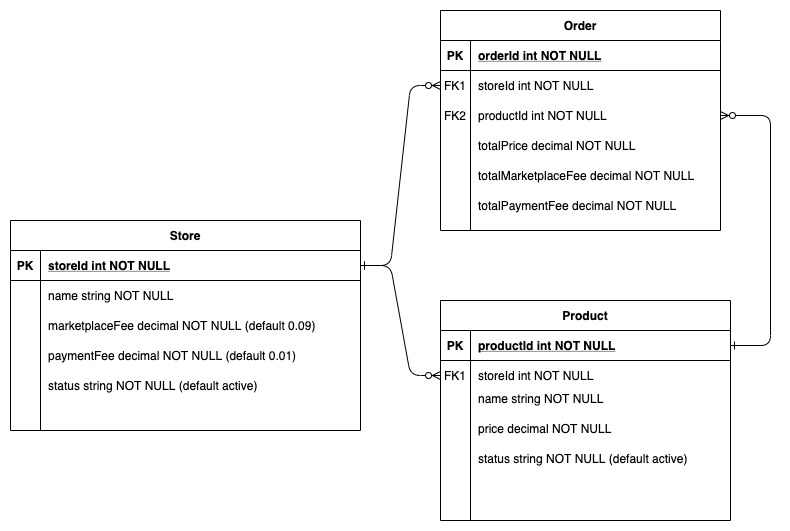 Order
PK orderId int NOT NULL
FK1 storeId int NOT NULL
FK2 productId int NOT NULL
totalPrice decimal NOT NULL
totalMarketplaceFee decimal NOT NULL
totalPaymentFee decimal NOT NULL
Store
PK storeId int NOT NULL
name string NOT NULL
marketplaceFee decimal NOT NULL (default 0.09)
paymentFee decimal NOT NULL (default 0.01)
status string NOT NULL (default active)
Product
PK productId int NOT NULL
FK1 storeId int NOT NULL
name string NOT NULL
price decimal NOT NULL
status string NOT NULL (default active)